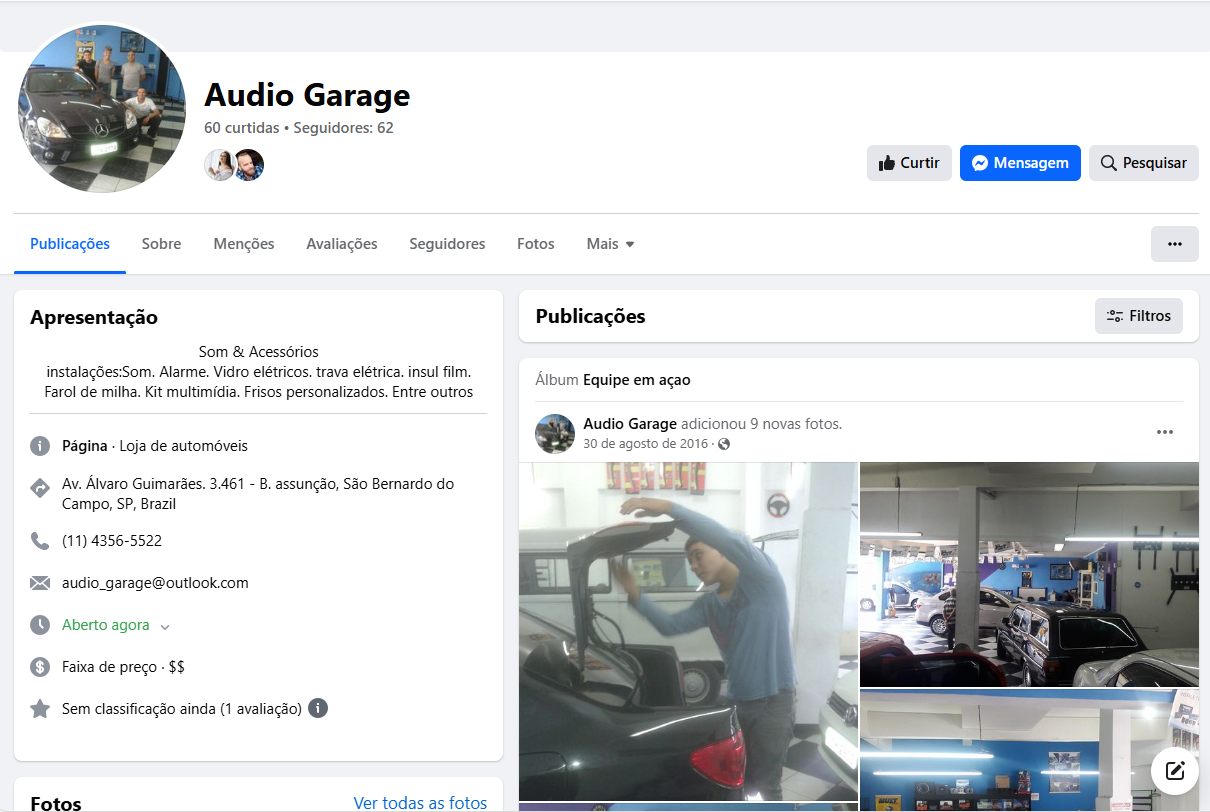 Audio Garage
60 curtidas • Seguidores: 62
Curtir
Mensagem
Pesquisar
Publicações
Sobre
Menções
Avaliações
Seguidores
Fotos
Mais
Apresentação
Som & Acessórios
instalações:Som. Alarme. Vidro elétricos. trava elétrica. insul film.
Farol de milha. Kit multimídia. Frisos personalizados. Entre outros
Página · Loja de automóveis
Av. Álvaro Guimarães. 3.461 - B. assunção, São Bernardo do
Campo, SP, Brazil
(11) 4356-5522
audio_garage@outlook.com
Aberto agora
Faixa de preço · $$
Sem classificação ainda (1 avaliação)
Fotos
Ver todas as fotos
Publicações
Filtros
Álbum Equipe em açao
Audio Garage adicionou 9 novas fotos.
30 de agosto de 2016 ·